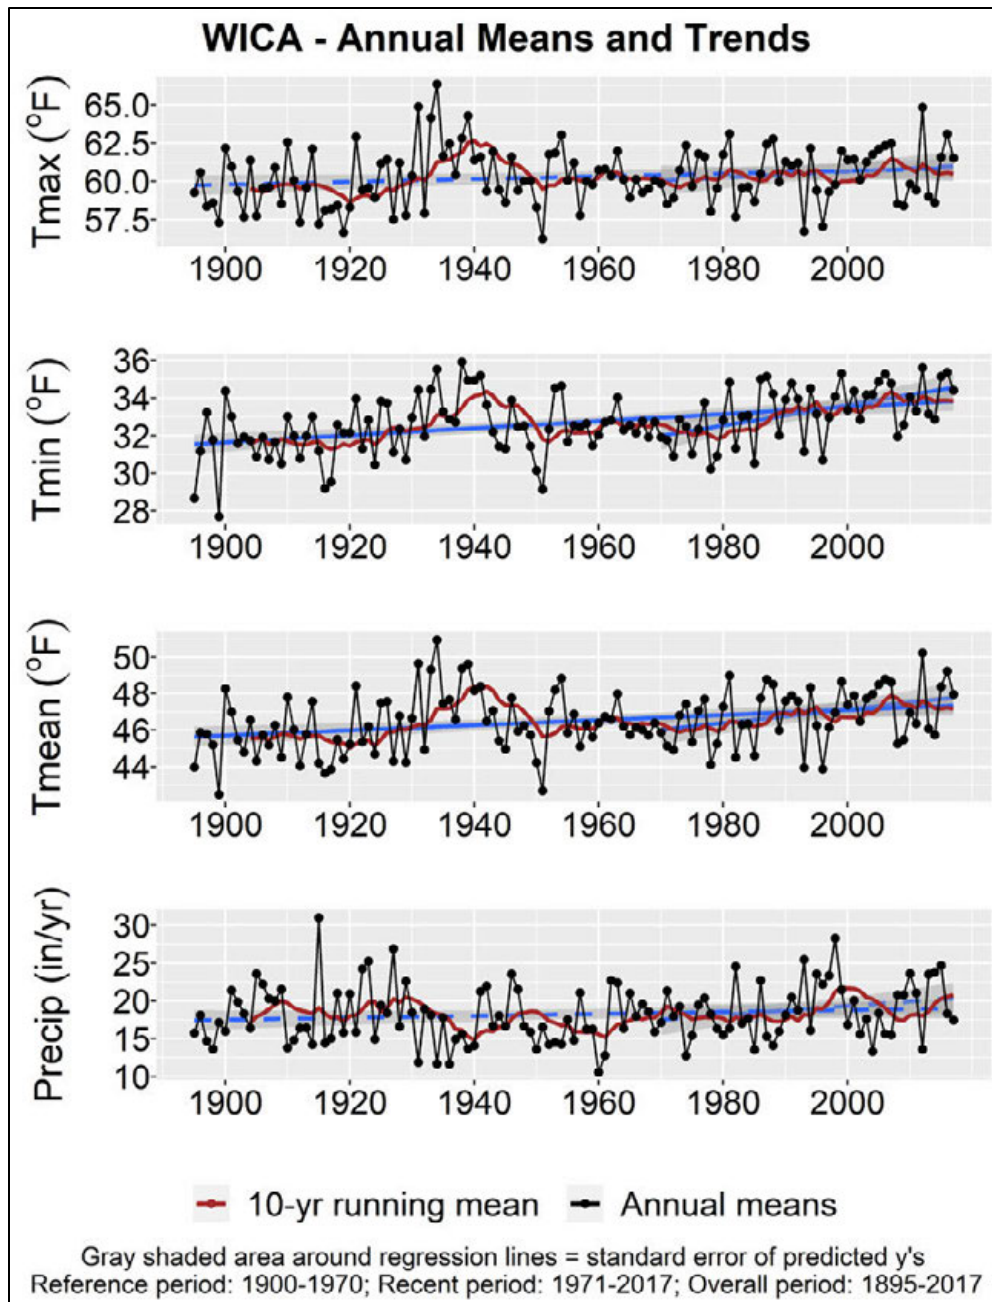 WICA - Annual Means and Trends
Tmax (°F)
65.0
62.5
60.0
57.5
1900 1920 1940 1960 1980 2000
Tmin (°F)
36
34
32
30
28
1900 1920 1940 1960 1980 2000
Tmean (°F)
50
48
46
44
1900 1920 1940 1960 1980 2000
Precip (in/yr)
30
25
20
15
10
1900 1920 1940 1960 1980 2000
10-yr running mean Annual means
Gray shaded area around regression lines = standard error of predicted y's
Reference period: 1900-1970; Recent period: 1971-2017; Overall period: 1895-2017